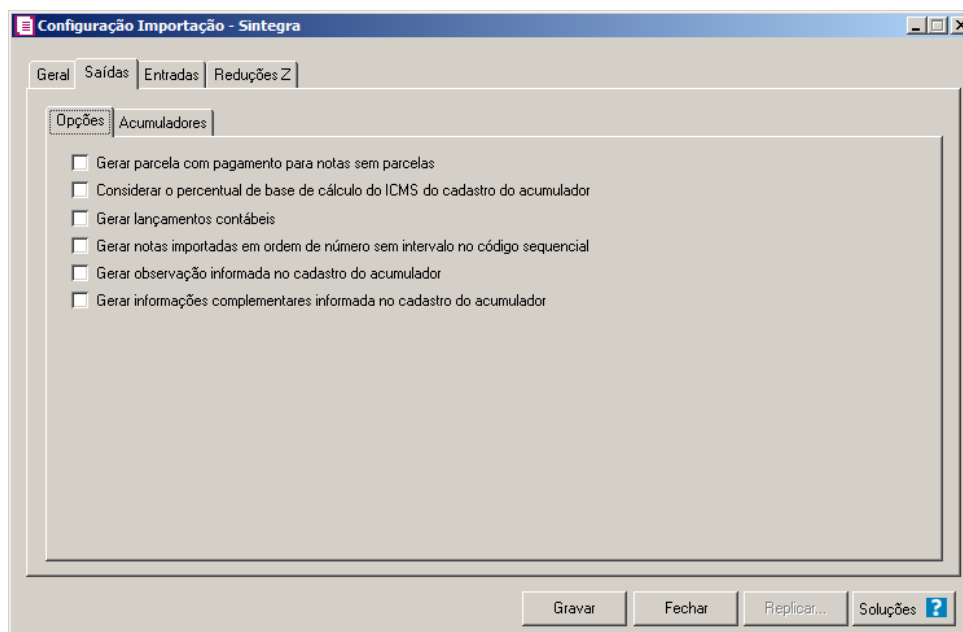 Configuração Importação - Sintegra
Geral Saídas Entradas Reduções Z
Opções Acumuladores
Gerar parcela com pagamento para notas sem parcelas
Considerar o percentual de base de cálculo do ICMS do cadastro do acumulador
Gerar lançamentos contábeis
Gerar notas importadas em ordem de número sem intervalo no código sequencial
Gerar observação informada no cadastro do acumulador
Gerar informações complementares informada no cadastro do acumulador
Gravar Fechar Replicar... Soluções ?